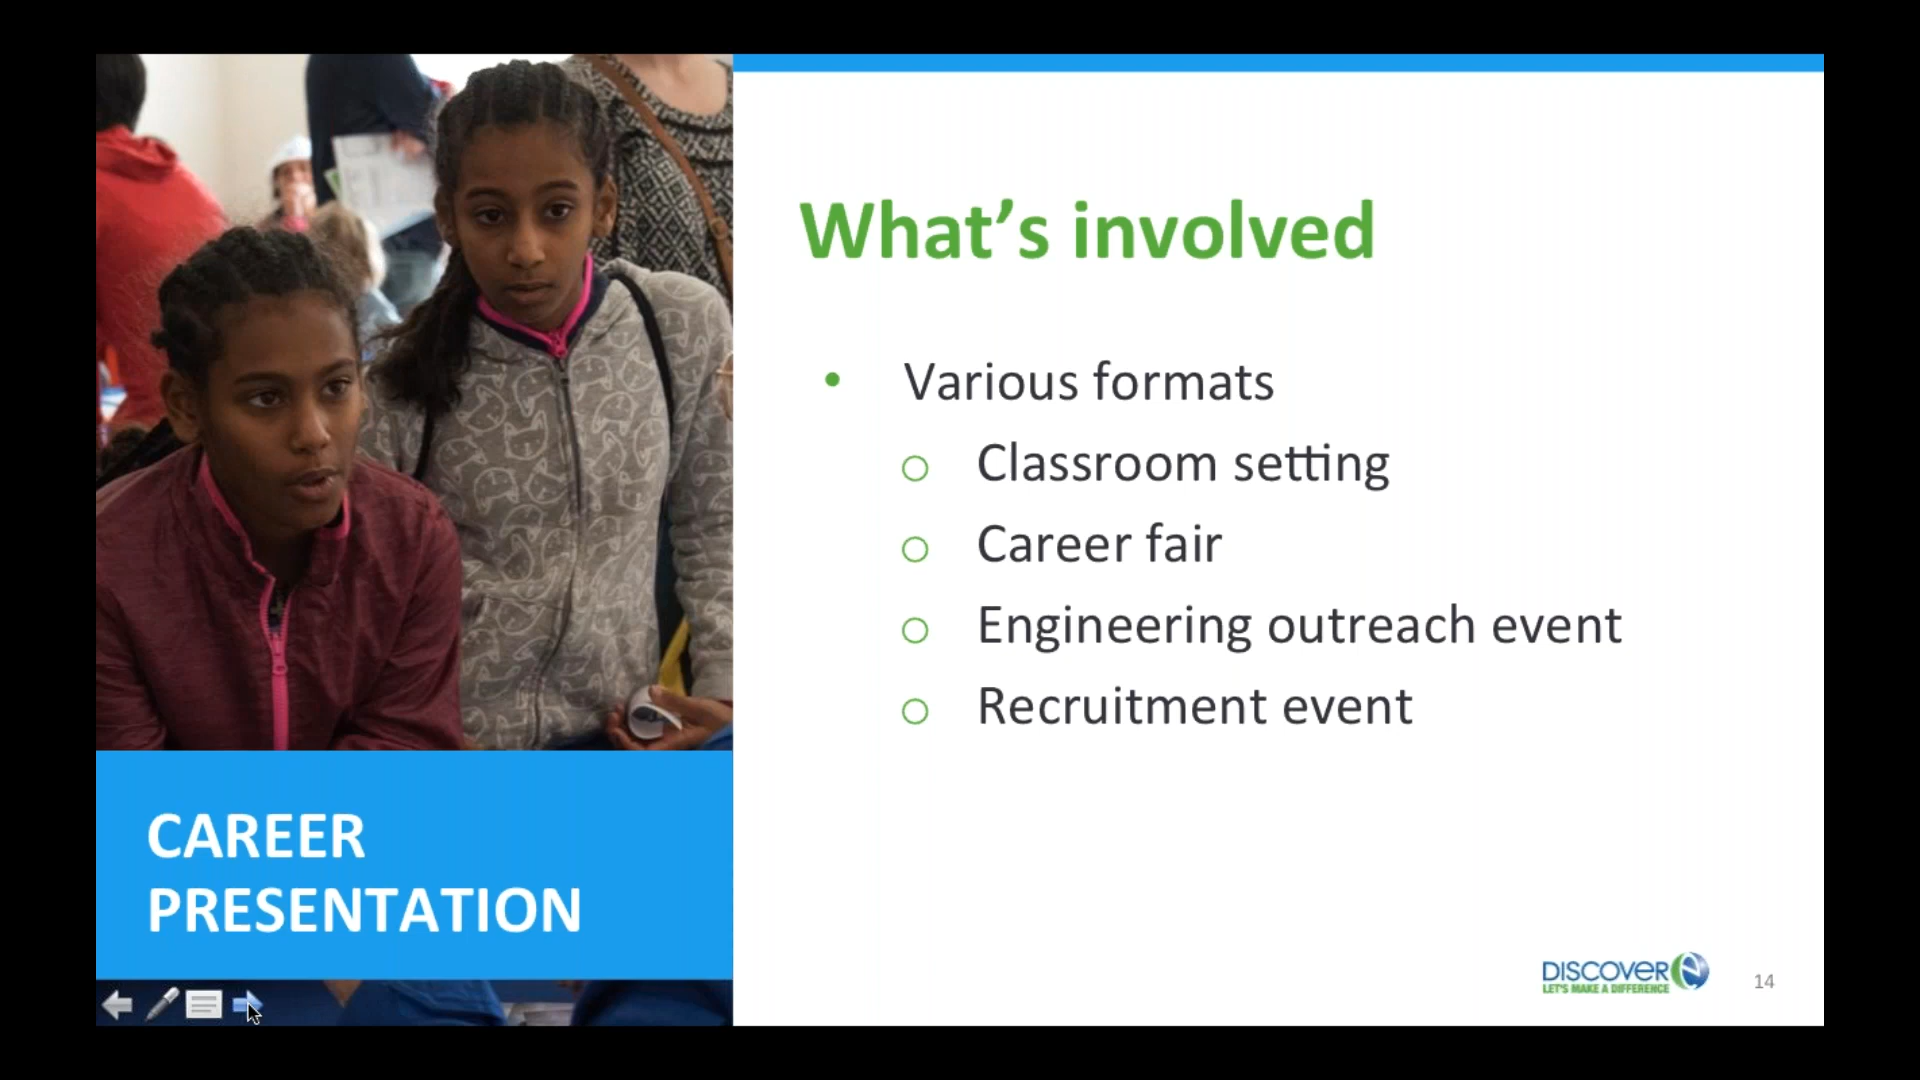 What’s involved
• Various formats
o Classroom setting
o Career fair
o Engineering outreach event
o Recruitment event
CAREER
PRESENTATION
DISCOVER e
LET'S MAKE A DIFFERENCE
14